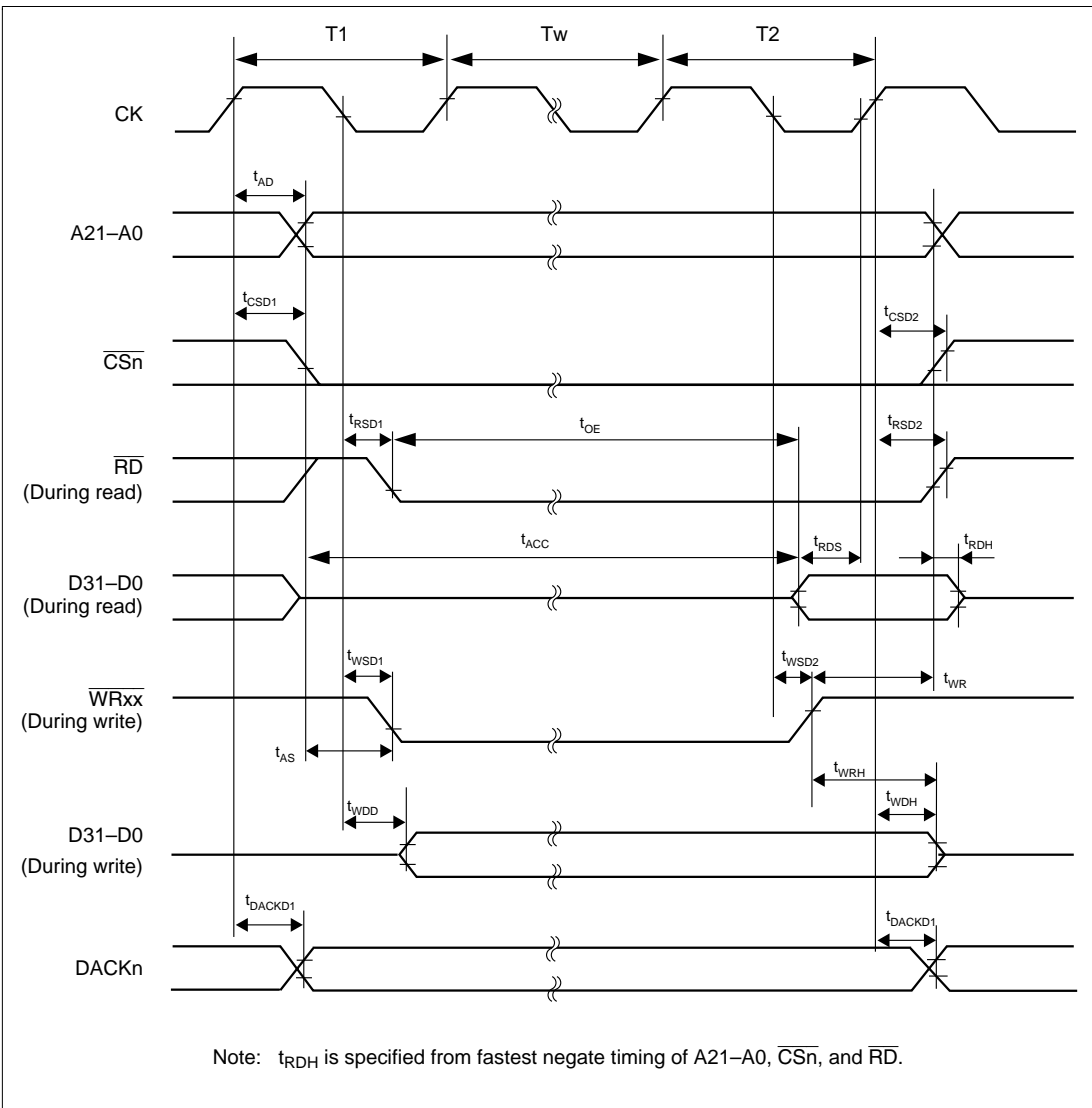 T1 Tw T2
CK
tAD
A21–A0
tCSD1 tCSD2
CSn
tRSD1 tOE tRSD2
RD
(During read)
tACC tRDS tRDH
D31–D0
(During read)
tWSD1 tWSD2
WRxx tWR
(During write)
tAS
tWRH
tWDD tWDH
D31–D0
(During write)
tDACKD1 tDACKD1
DACKn
Note: tRDH is specified from fastest negate timing of A21–A0, CSn, and RD.